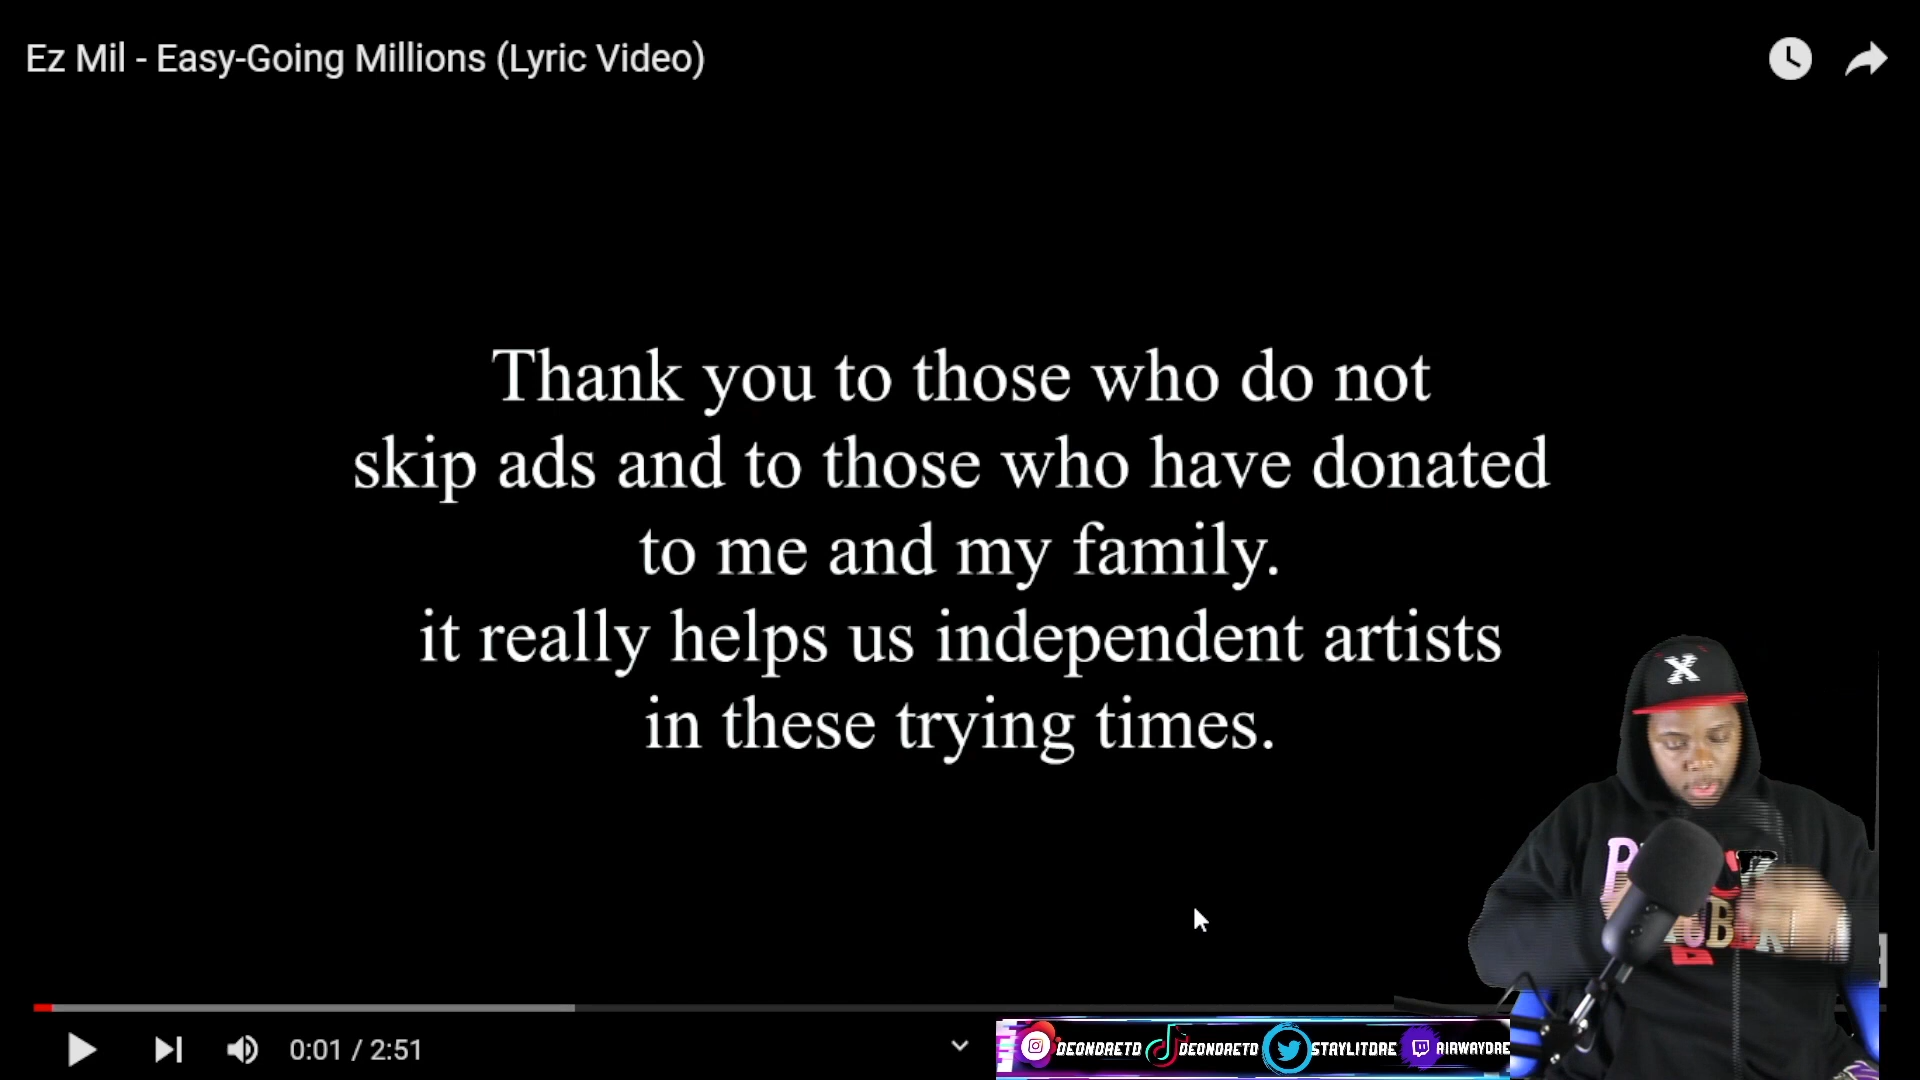 Ez Mil - Easy-Going Millions (Lyric Video)
Thank you to those who do not
skip ads and to those who have donated
to me and my family.
it really helps us independent artists
in these trying times.
X
0:01 / 2:51
DEONDRETO DEONDRETO STAYLITDRE AIRWAYDRE